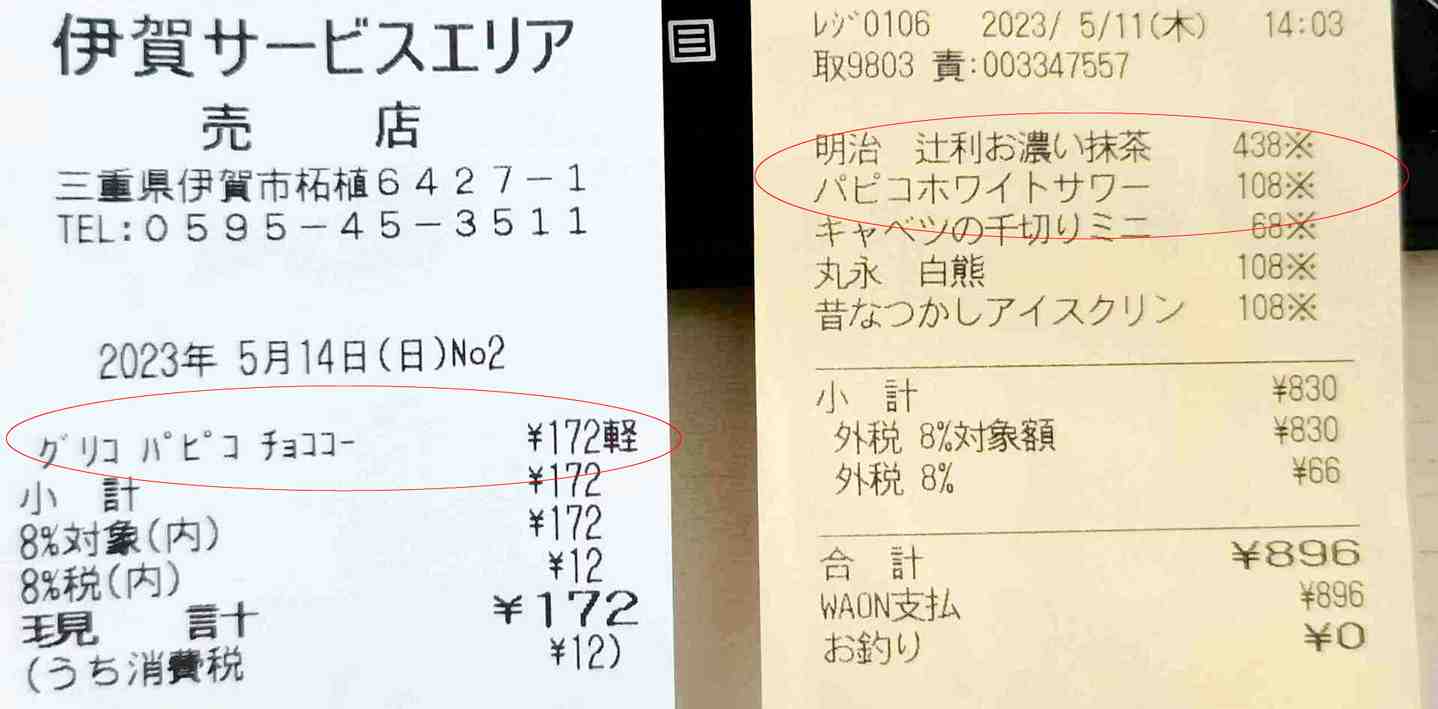 伊賀サービスエリア
売 店
三重県伊賀市柘植6427-1
TEL:0595-45-3511
2023年 5月14日(日)No2
グリコ パピコ チョココー ¥172軽
小 計 ¥172
8%対象(内) ¥172
8%税(内) ¥12
現 計 ¥172
(うち消費税 ¥12)
レジ0106 2023/ 5/11(木) 14:03
取9803 責:003347557
明治 辻利お濃い抹茶 438※
パピコホワイトサワー 108※
キャベツの千切りミニ 68※
丸永 白熊 108※
昔なつかしアイスクリン 108※
小 計 ¥830
外税 8%対象額 ¥830
外税 8% ¥66
合 計 ¥896
WAON支払 ¥896
お釣り ¥0